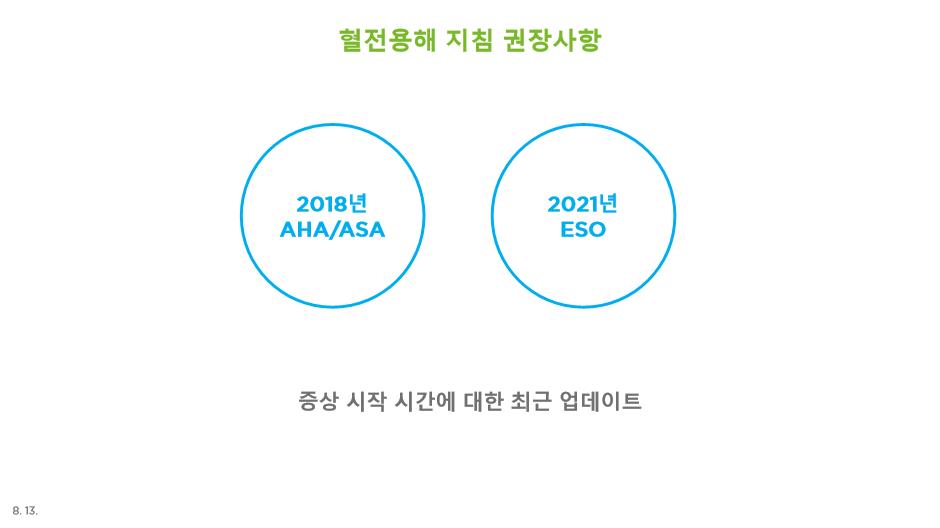 혈전용해 지침 권장사항
2018년
AHA/ASA
2021년
ESO
증상 시작 시간에 대한 최근 업데이트
8. 13.